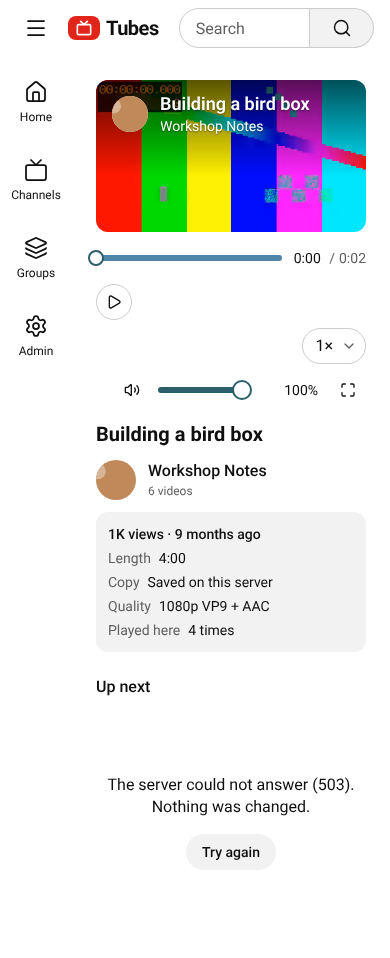 Tubes
Search
Home
Channels
Groups
Admin
00:00:00.000
Building a bird box
Workshop Notes
0:00 / 0:02
1×
100%
Building a bird box
Workshop Notes
6 videos
1K views · 9 months ago
Length 4:00
Copy Saved on this server
Quality 1080p VP9 + AAC
Played here 4 times
Up next
The server could not answer (503).
Nothing was changed.
Try again